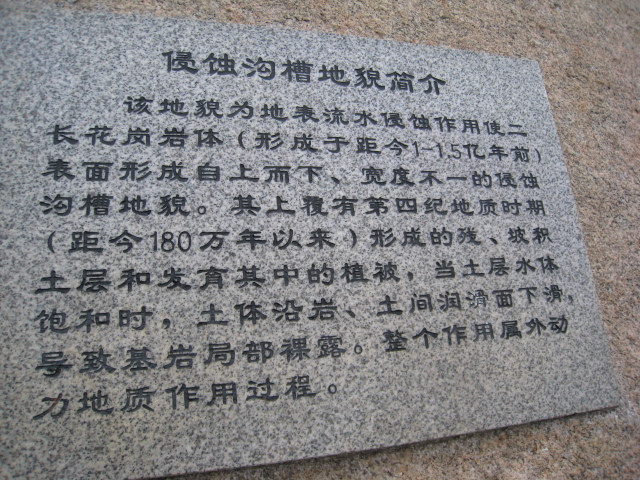 侵蚀沟槽地貌简介
该地貌为地表流水侵蚀作用使二
长花岗岩体（形成于距今1-1.5亿年前）
表面形成自上而下、宽度不一的侵蚀
沟槽地貌。其上覆有第四纪地质时期
（距今180万年以来）形成的残、坡积
土层和发育其中的植被，当土层水体
饱和时，土体沿岩、土间润滑面下滑，
导致基岩局部裸露。整个作用属外动
力地质作用过程。